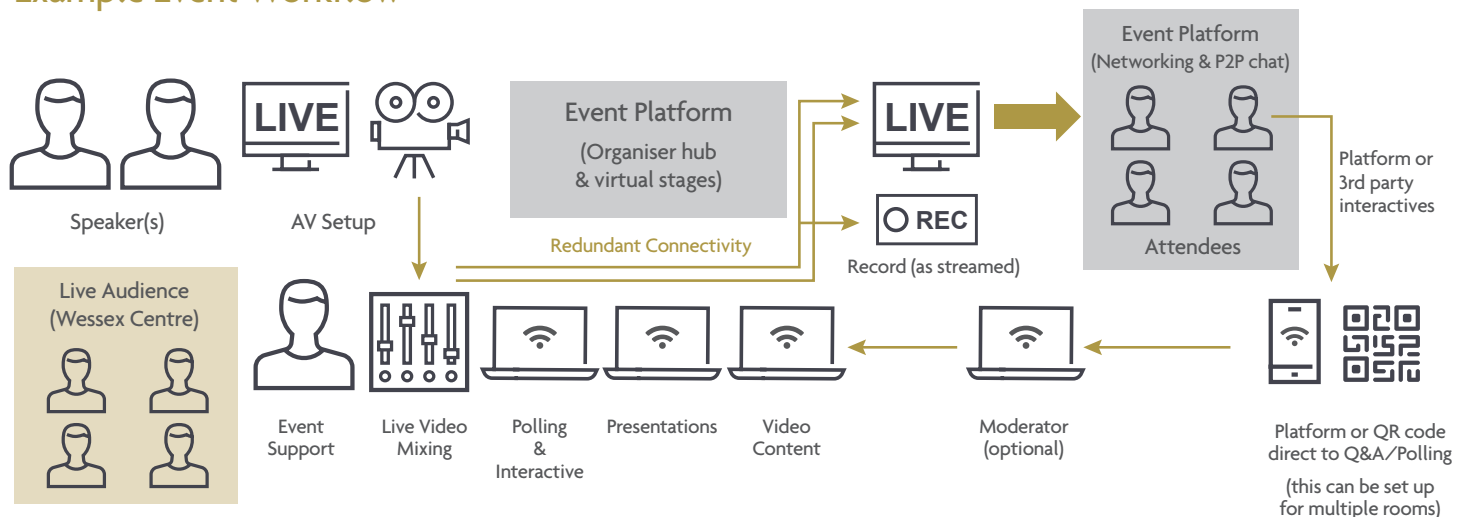 Example Event Workflow
Event Platform
(Networking & P2P chat)
Attendees
LIVE
Event Platform
(Organiser hub
& virtual stages)
LIVE
REC
Speaker(s)
AV Setup
Redundant Connectivity
Record (as streamed)
Platform or
3rd party
interactives
Live Audience
(Wessex Centre)
Event
Support
Live Video
Mixing
Polling
&
Interactive
Presentations
Video
Content
Moderator
(optional)
Platform or QR code
direct to Q&A/Polling
(this can be set up
for multiple rooms)